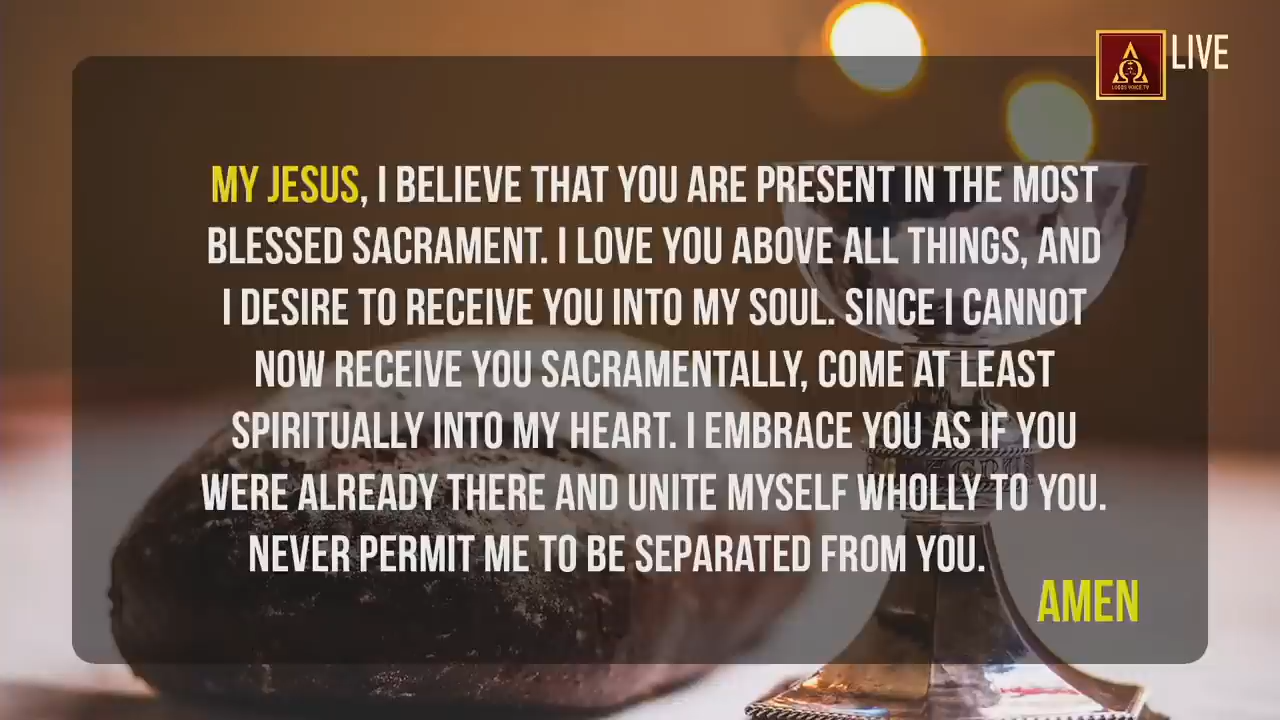 LIVE
LOGOS VOICE TV
MY JESUS, I BELIEVE THAT YOU ARE PRESENT IN THE MOST
BLESSED SACRAMENT. I LOVE YOU ABOVE ALL THINGS, AND
I DESIRE TO RECEIVE YOU INTO MY SOUL. SINCE I CANNOT
NOW RECEIVE YOU SACRAMENTALLY, COME AT LEAST
SPIRITUALLY INTO MY HEART. I EMBRACE YOU AS IF YOU
WERE ALREADY THERE AND UNITE MYSELF WHOLLY TO YOU.
NEVER PERMIT ME TO BE SEPARATED FROM YOU.
AMEN